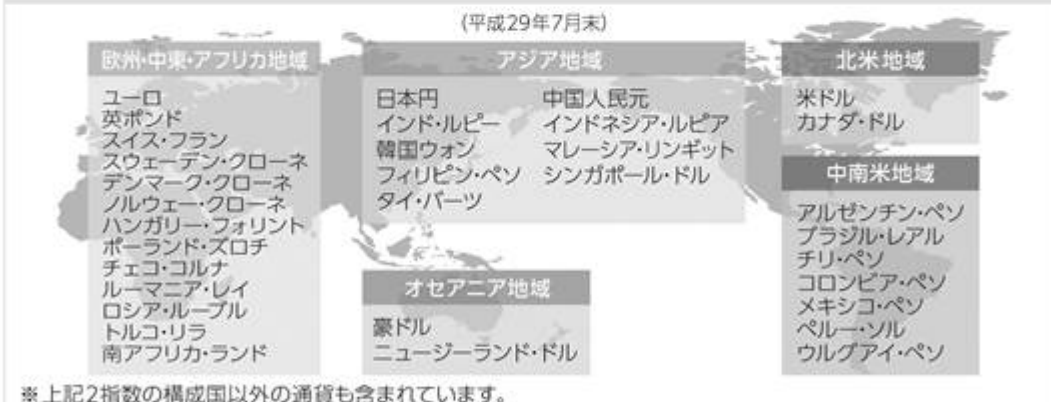 (平成29年7月末)
欧州・中東・アフリカ地域
ユーロ
英ポンド
スイス・フラン
スウェーデン・クローネ
デンマーク・クローネ
ノルウェー・クローネ
ハンガリー・フォリント
ポーランド・ズロチ
チェコ・コルナ
ルーマニア・レイ
ロシア・ルーブル
トルコ・リラ
南アフリカ・ランド
アジア地域
日本円 中国人民元
インド・ルピー インドネシア・ルピア
韓国ウォン マレーシア・リンギット
フィリピン・ペソ シンガポール・ドル
タイ・バーツ
オセアニア地域
豪ドル
ニュージーランド・ドル
北米地域
米ドル
カナダ・ドル
中南米地域
アルゼンチン・ペソ
ブラジル・レアル
チリ・ペソ
コロンビア・ペソ
メキシコ・ペソ
ペルー・ソル
ウルグアイ・ペソ
※上記2指数の構成国以外の通貨も含まれています。